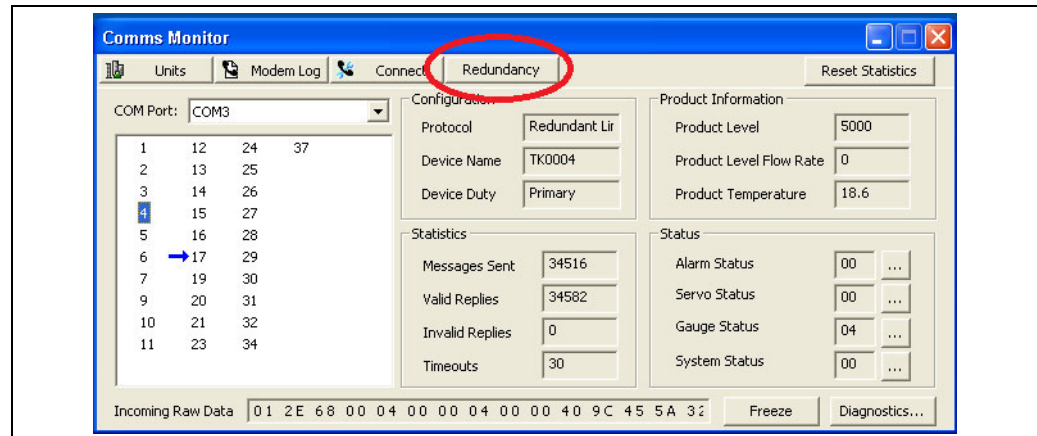 Comms Monitor
Units Modem Log Connect Redundancy Reset Statistics
COM Port: COM3
1 12 24 37
2 13 25
3 14 26
4 15 27
5 16 28
6 17 29
7 19 30
9 20 31
10 21 32
11 23 34
Configuration
Protocol Redundant Lir
Device Name TK0004
Device Duty Primary
Product Information
Product Level 5000
Product Level Flow Rate 0
Product Temperature 18.6
Statistics
Messages Sent 34516
Valid Replies 34582
Invalid Replies 0
Timeouts 30
Status
Alarm Status 00 ...
Servo Status 00 ...
Gauge Status 04 ...
System Status 00 ...
Incoming Raw Data 01 2E 68 00 04 00 00 04 00 00 40 9C 45 5A 32 Freeze Diagnostics...